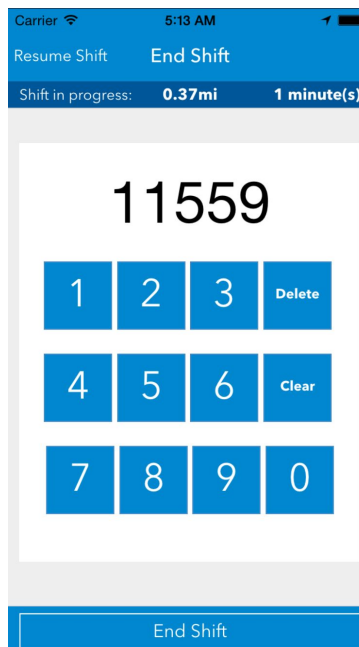 Carrier 5:13 AM
Resume Shift End Shift
Shift in progress: 0.37mi 1 minute(s)
11559
1 2 3 Delete
4 5 6 Clear
7 8 9 0
End Shift